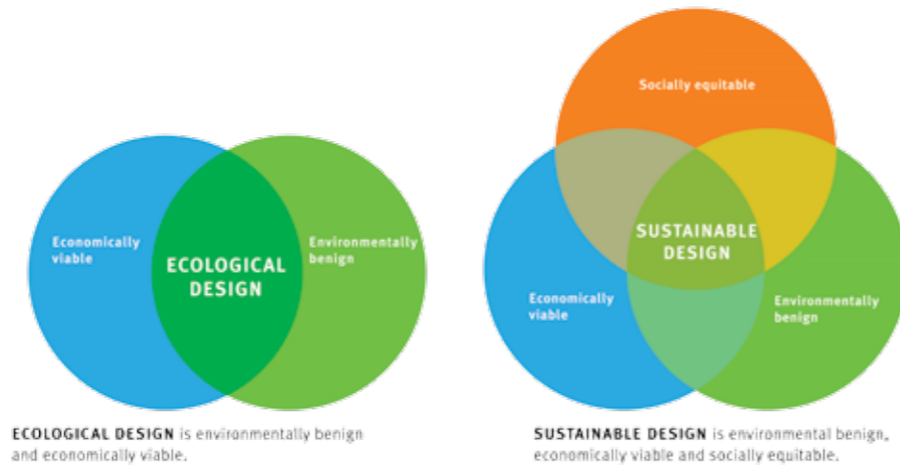 Economically
viable
ECOLOGICAL
DESIGN
Environmentally
benign
ECOLOGICAL DESIGN is environmentally benign
and economically viable.
Socially equitable
SUSTAINABLE
DESIGN
Economically
viable
Environmentally
benign
SUSTAINABLE DESIGN is environmental benign,
economically viable and socially equitable.